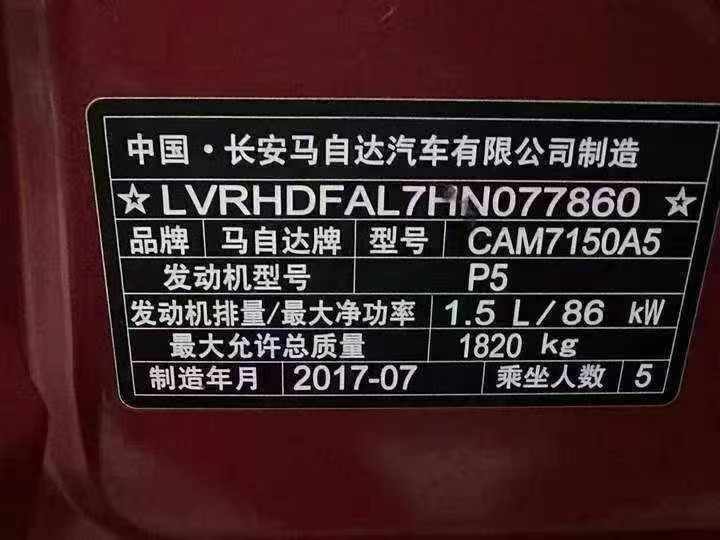 中国·长安马自达汽车有限公司制造
☆LVRHDFAL7HN077860☆
品牌 马自达牌 型号 CAM7150A5
发动机型号 P5
发动机排量/最大净功率 1.5 L/86 kW
最大允许总质量 1820 kg
制造年月 2017-07 乘坐人数 5